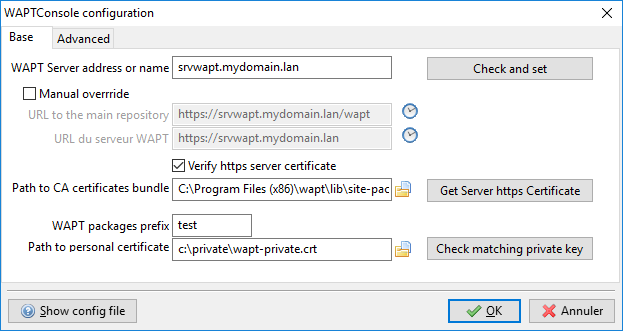 WAPTConsole configuration
Base Advanced
WAPT Server address or name srvwapt.mydomain.lan Check and set
Manual overrride
URL to the main repository https://srvwapt.mydomain.lan/wapt
URL du serveur WAPT https://srvwapt.mydomain.lan
Verify https server certificate
Path to CA certificates bundle C:\Program Files (x86)\wapt\lib\site-pac Get Server https Certificate
WAPT packages prefix test
Path to personal certificate c:\private\wapt-private.crt Check matching private key
Show config file OK Annuler